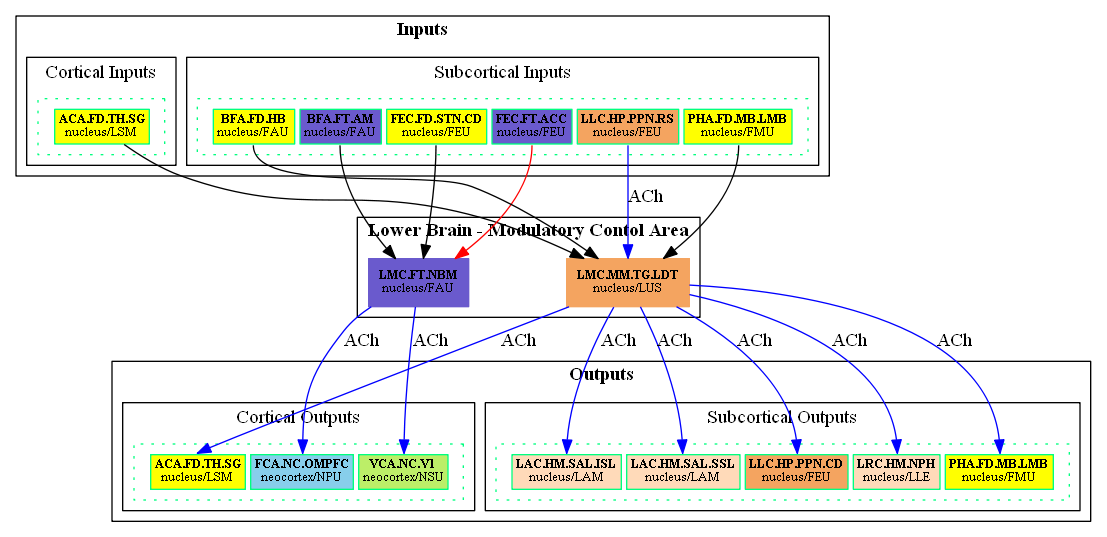 Inputs
Cortical Inputs
Subcortical Inputs
ACA.FD.TH.SG
nucleus/LSM
BFA.FD.HB
nucleus/FAU
BFA.FT.AM
nucleus/FAU
FEC.FD.STN.CD
nucleus/FEU
FEC.FT.ACC
nucleus/FEU
LLC.HP.PPN.RS
nucleus/FEU
PHA.FD.MB.LMB
nucleus/FMU
ACh
Lower Brain - Modulatory Contol Area
LMC.FT.NBM
nucleus/FAU
LMC.MM.TG.LDT
nucleus/LUS
ACh
ACh
ACh
ACh
ACh
ACh
ACh
ACh
Outputs
Cortical Outputs
Subcortical Outputs
ACA.FD.TH.SG
nucleus/LSM
FCA.NC.OMPFC
neocortex/NPU
VCA.NC.V1
neocortex/NSU
LAC.HM.SAL.ISL
nucleus/LAM
LAC.HM.SAL.SSL
nucleus/LAM
LLC.HP.PPN.CD
nucleus/FEU
LRC.HM.NPH
nucleus/LLE
PHA.FD.MB.LMB
nucleus/FMU